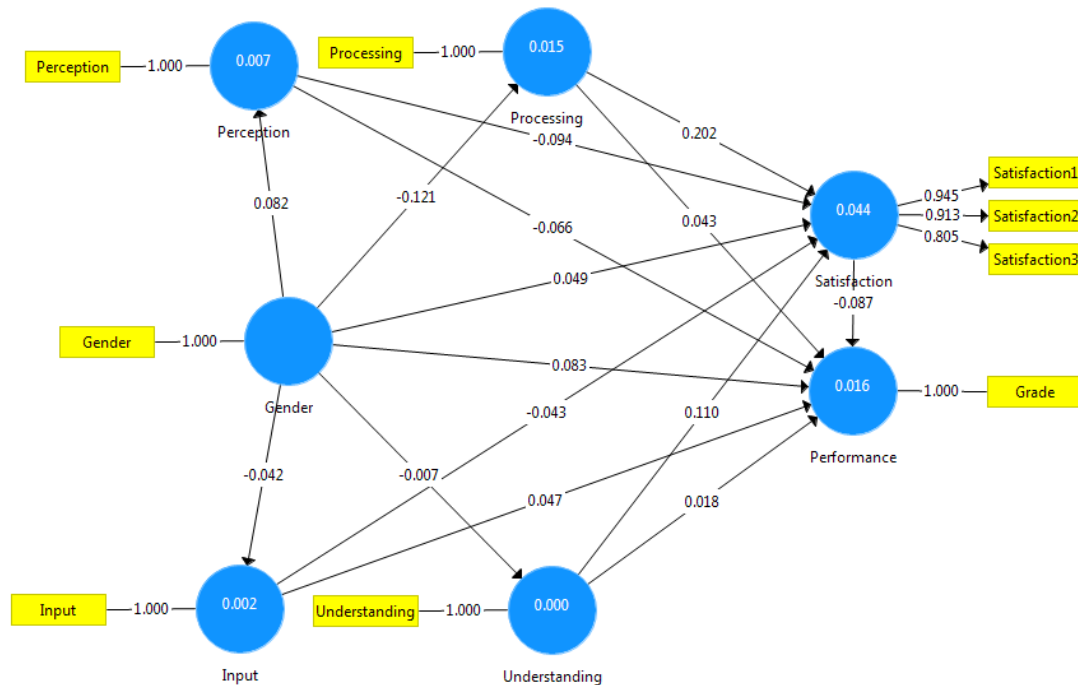 Perception
1.000
0.007
Perception
Processing
1.000
0.015
Processing
0.202
-0.094
0.082
-0.121
-0.066
0.043
0.044
Satisfaction
0.945
Satisfaction1
0.913
Satisfaction2
0.805
Satisfaction3
0.049
-0.087
Gender
1.000
Gender
0.083
0.016
Performance
1.000
Grade
-0.043
0.110
-0.042
-0.007
0.047
0.018
Input
1.000
0.002
Input
Understanding
1.000
0.000
Understanding